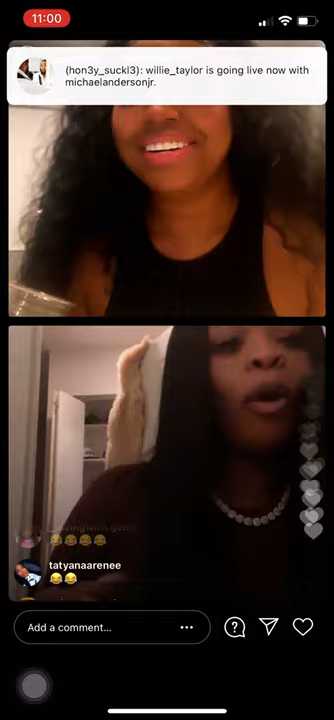 11:00
(hon3y_suckl3): willie_taylor is going live now with
michaelandersonjr.
😂😂😂😂
tatyanaarenee
😂😂
Add a comment...